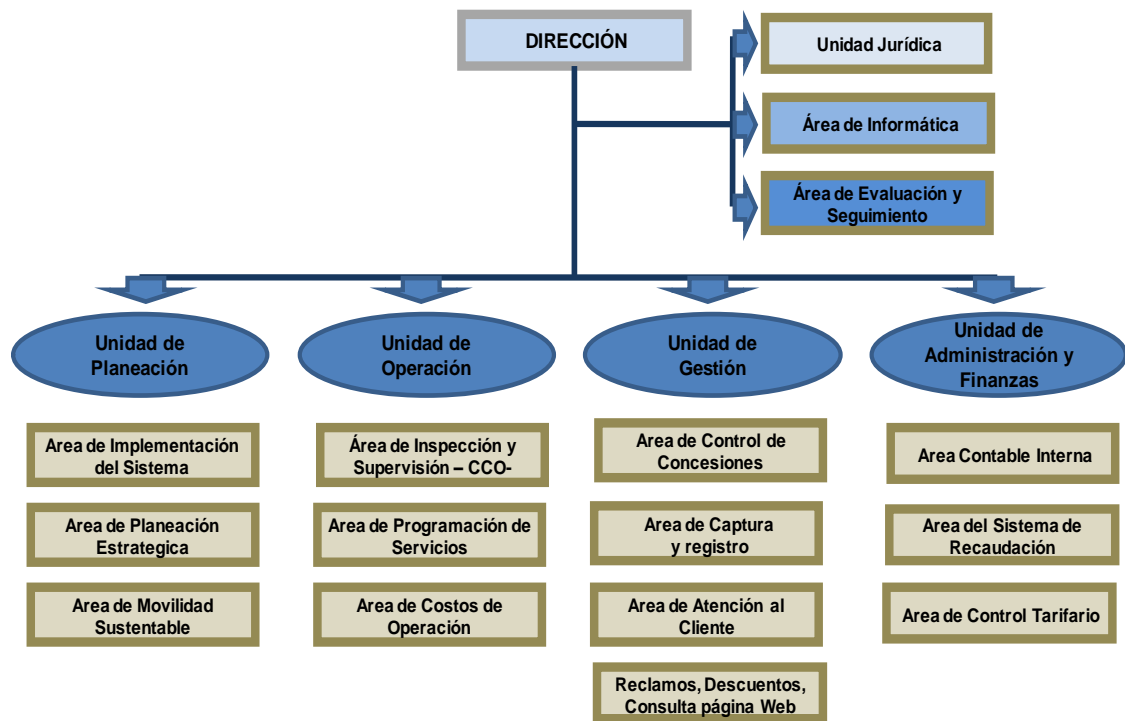 DIRECCIÓN
Unidad Jurídica
Área de Informática
Área de Evaluación y
Seguimiento
Unidad de
Planeación
Unidad de
Operación
Unidad de
Gestión
Unidad de
Administración y
Finanzas
Area de Implementación
del Sistema
Area de Planeación
Estrategica
Area de Movilidad
Sustentable
Área de Inspección y
Supervisión – CCO-
Area de Programación de
Servicios
Area de Costos de
Operación
Area de Control de
Concesiones
Area de Captura
y registro
Area de Atención al
Cliente
Reclamos, Descuentos,
Consulta página Web
Area Contable Interna
Area del Sistema de
Recaudación
Area de Control Tarifario